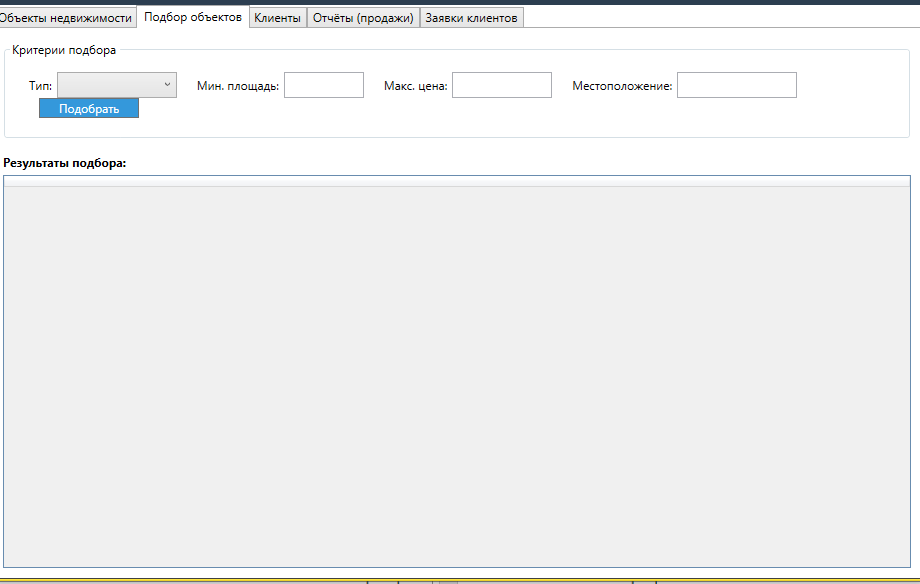 Объекты недвижимости Подбор объектов Клиенты Отчёты (продажи) Заявки клиентов
Критерии подбора
Тип: Мин. площадь: Макс. цена: Местоположение:
Подобрать
Результаты подбора: